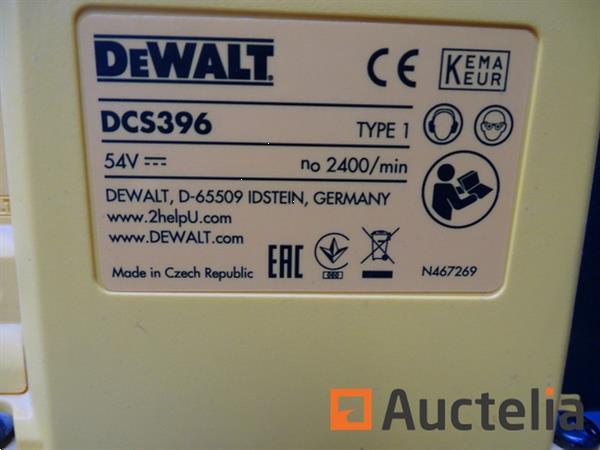 DEWALT
CE
KEMA
KEUR
DCS396 TYPE 1
54V n₀ 2400/min
DEWALT, D-65509 IDSTEIN, GERMANY
www.2helpU.com
www.DEWALT.com
Made in Czech Republic EAC N467269
Auctelia